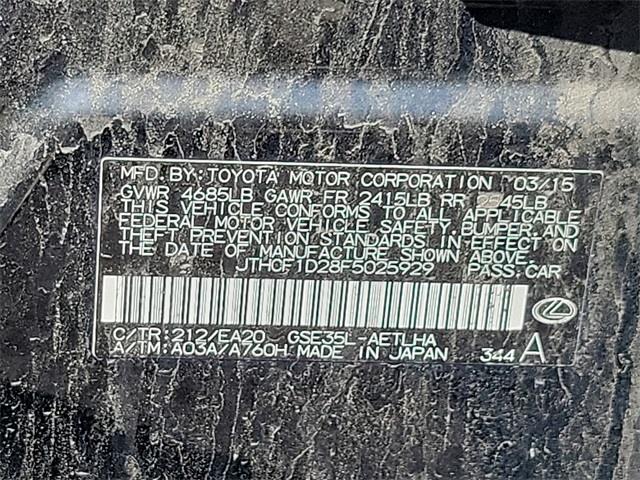 MFD BY: TOYOTA MOTOR CORPORATION 03/15
GVWR 4685LB GAWR FR 2415LB RR 2545LB
THIS VEHICLE CONFORMS TO ALL APPLICABLE
FEDERAL MOTOR VEHICLE SAFETY, BUMPER, AND
THEFT PREVENTION STANDARDS IN EFFECT ON
THE DATE OF MANUFACTURE SHOWN ABOVE.
JTHCF1D28F5025929 PASS. CAR
C/TR: 212/EA20 GSE35L-AETLHA
A/TM: A03A/A760H MADE IN JAPAN 344 A